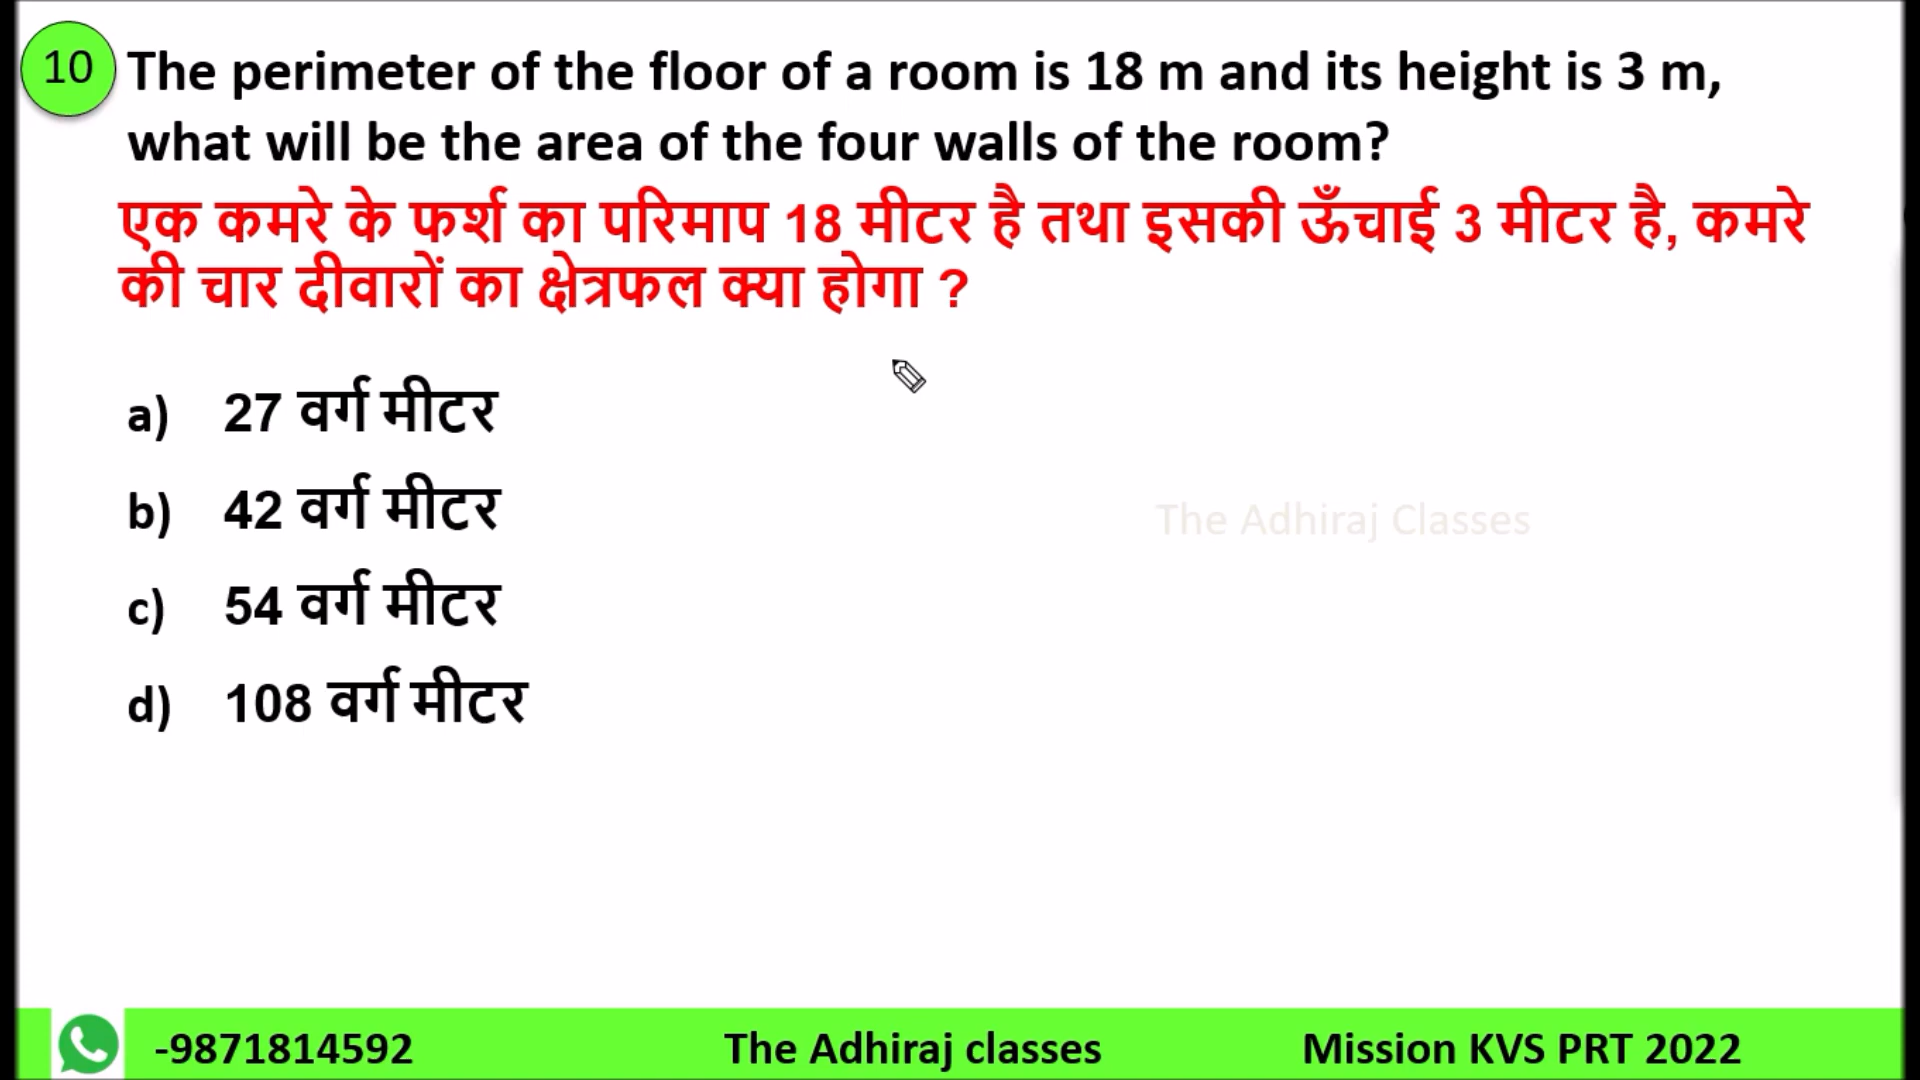 10
The perimeter of the floor of a room is 18 m and its height is 3 m,
what will be the area of the four walls of the room?
एक कमरे के फर्श का परिमाप 18 मीटर है तथा इसकी ऊँचाई 3 मीटर है, कमरे
की चार दीवारों का क्षेत्रफल क्या होगा ?
a) 27 वर्ग मीटर
b) 42 वर्ग मीटर
The Adhiraj Classes
c) 54 वर्ग मीटर
d) 108 वर्ग मीटर
-9871814592 The Adhiraj classes Mission KVS PRT 2022